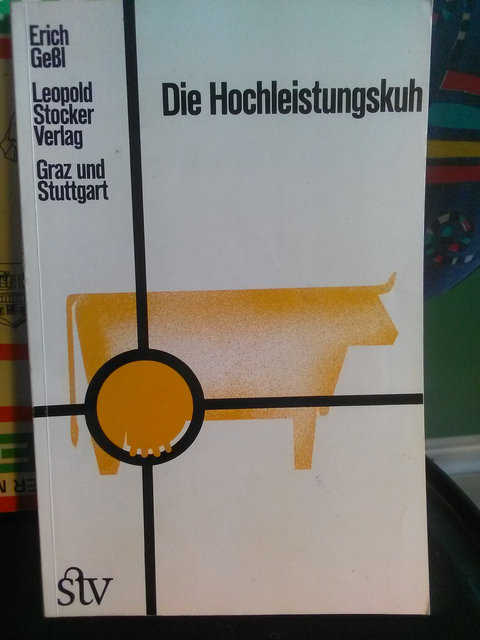 Erich
Geßl
Leopold
Stocker
Verlag
Graz und
Stuttgart
Die Hochleistungskuh
stv